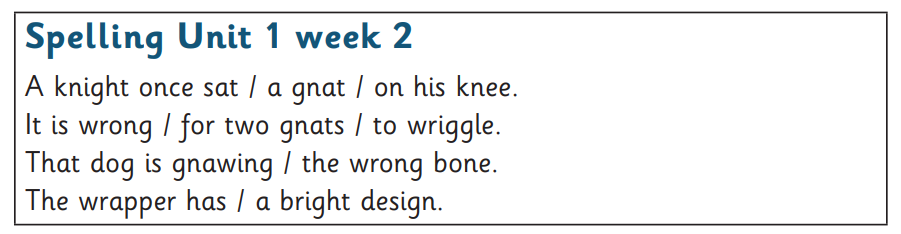 Spelling Unit 1 week 2
A knight once sat / a gnat / on his knee.
It is wrong / for two gnats / to wriggle.
That dog is gnawing / the wrong bone.
The wrapper has / a bright design.